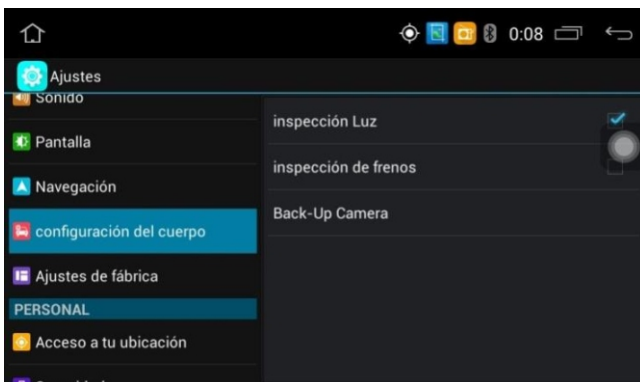 0:08
Ajustes
Sonido
Pantalla
Navegación
configuración del cuerpo
Ajustes de fábrica
PERSONAL
Acceso a tu ubicación
inspección Luz
inspección de frenos
Back-Up Camera